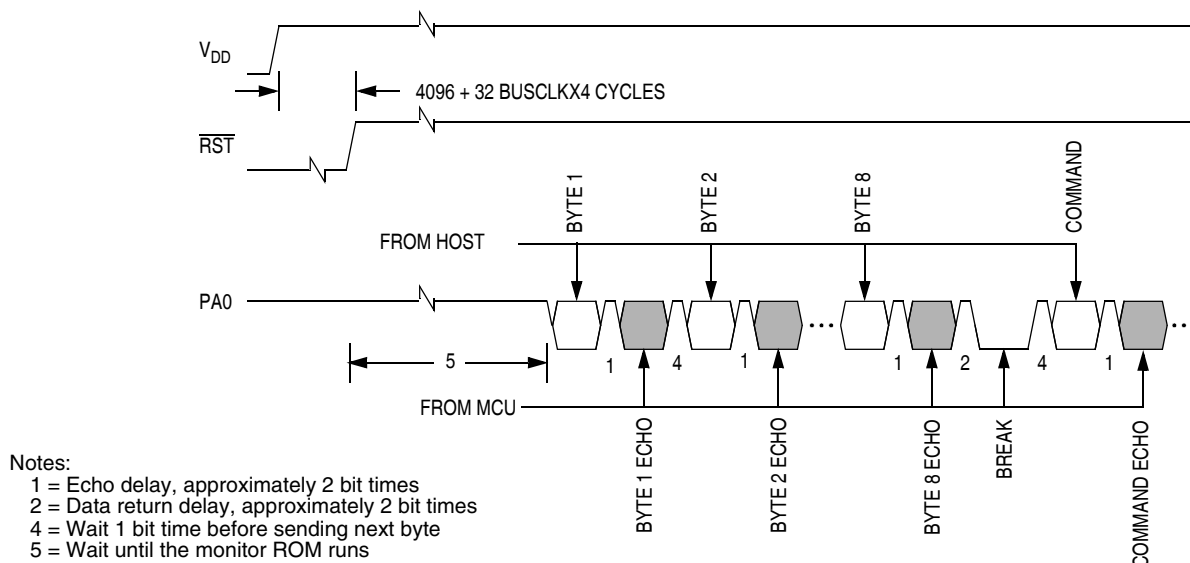 VDD
4096 + 32 BUSCLKX4 CYCLES
RST
BYTE 1
BYTE 2
BYTE 8
COMMAND
FROM HOST
PA0
5
1
4
1
1
2
4
1
FROM MCU
BYTE 1 ECHO
BYTE 2 ECHO
BYTE 8 ECHO
BREAK
COMMAND ECHO
Notes:
1 = Echo delay, approximately 2 bit times
2 = Data return delay, approximately 2 bit times
4 = Wait 1 bit time before sending next byte
5 = Wait until the monitor ROM runs